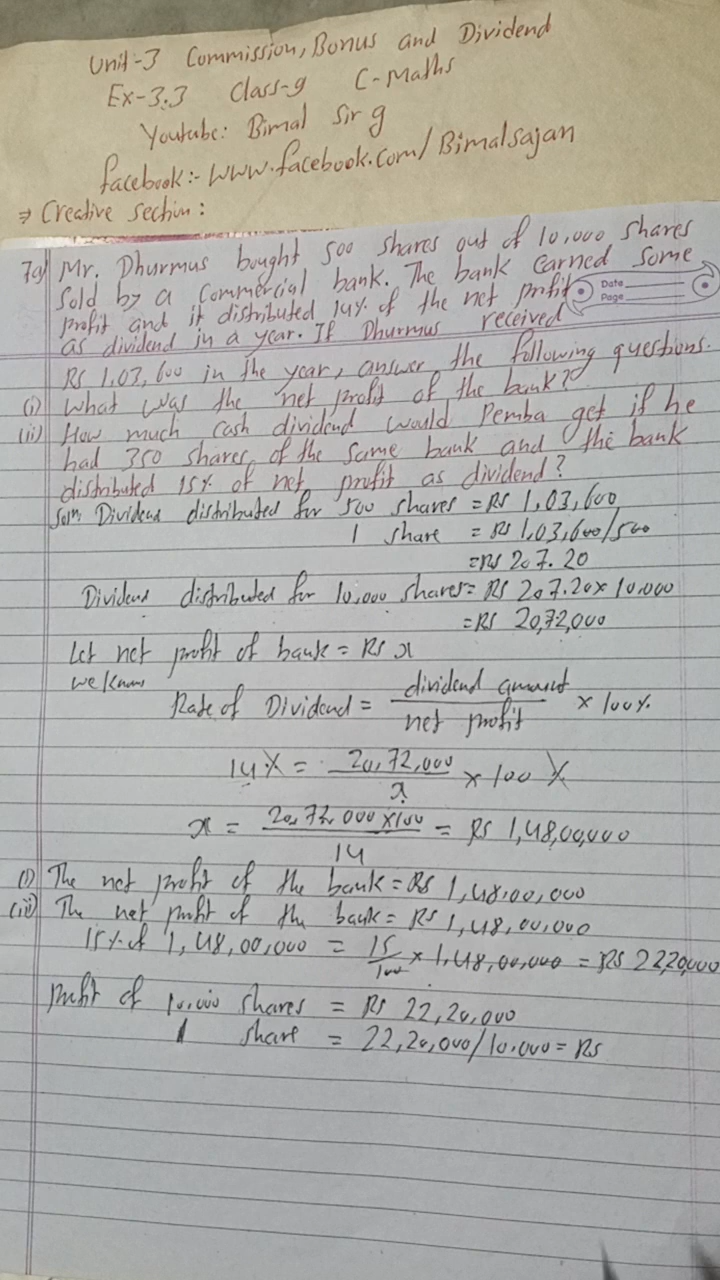 Unit-3 Commission, Bonus and Dividend
Ex-3.3 Class-9 C-Maths
Youtube: Bimal Sir g
facebook:- www.facebook.com/Bimalsajan
⇒ Creative section:
7a) Mr. Dhurmus bought 500 shares out of 10,000 shares
sold by a commercial bank. The bank earned some
profit and it distributed 14% of the net profit
Date
Page
as dividend in a year. If Dhurmus received
RS 1,03,600 in the year, answer the following questions.
(i) What was the net profit of the bank?
(ii) How much cash dividend would Pemba get if he
had 350 shares of the same bank and the bank
distributed 15% of net profit as dividend?
Soln: Dividend distributed for 500 shares = RS 1,03,600
1 share = RS 1,03,600/500
= RS 207.20
Dividend distributed for 10,000 shares = RS 207.20 x 10,000
= RS 20,72,000
Let net profit of bank = RS x
we know
Rate of Dividend = dividend amount / net profit x 100%
14% = 20,72,000 / x x 100 %
x = 20,72,000 x 100 / 14 = RS 1,48,00,000
(i) The net profit of the bank = RS 1,48,00,000
(ii) The net profit of the bank = RS 1,48,00,000
15% of 1,48,00,000 = 15/100 x 1,48,00,000 = RS 2220,000
profit of 10,000 shares = RS 22,20,000
1 share = 22,20,000/10,000 = RS